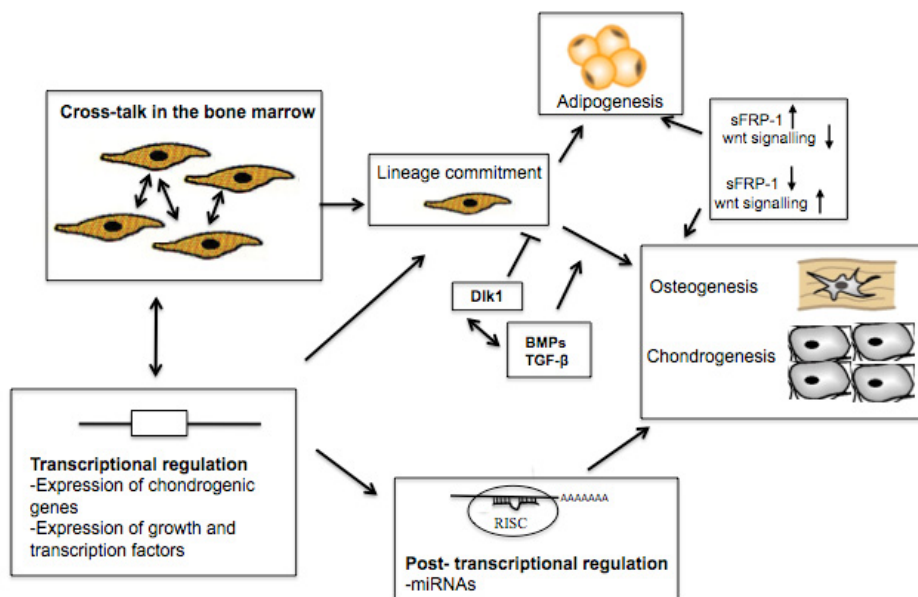 Cross-talk in the bone marrow
Adipogenesis
sFRP-1
wnt signalling
sFRP-1
wnt signalling
Lineage commitment
Dlk1
BMPs
TGF-β
Osteogenesis
Chondrogenesis
Transcriptional regulation
-Expression of chondrogenic
genes
-Expression of growth and
transcription factors
AAAAAAA
RISC
Post- transcriptional regulation
-miRNAs